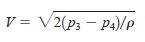 V = √2(p₃ − p₄)/ρ